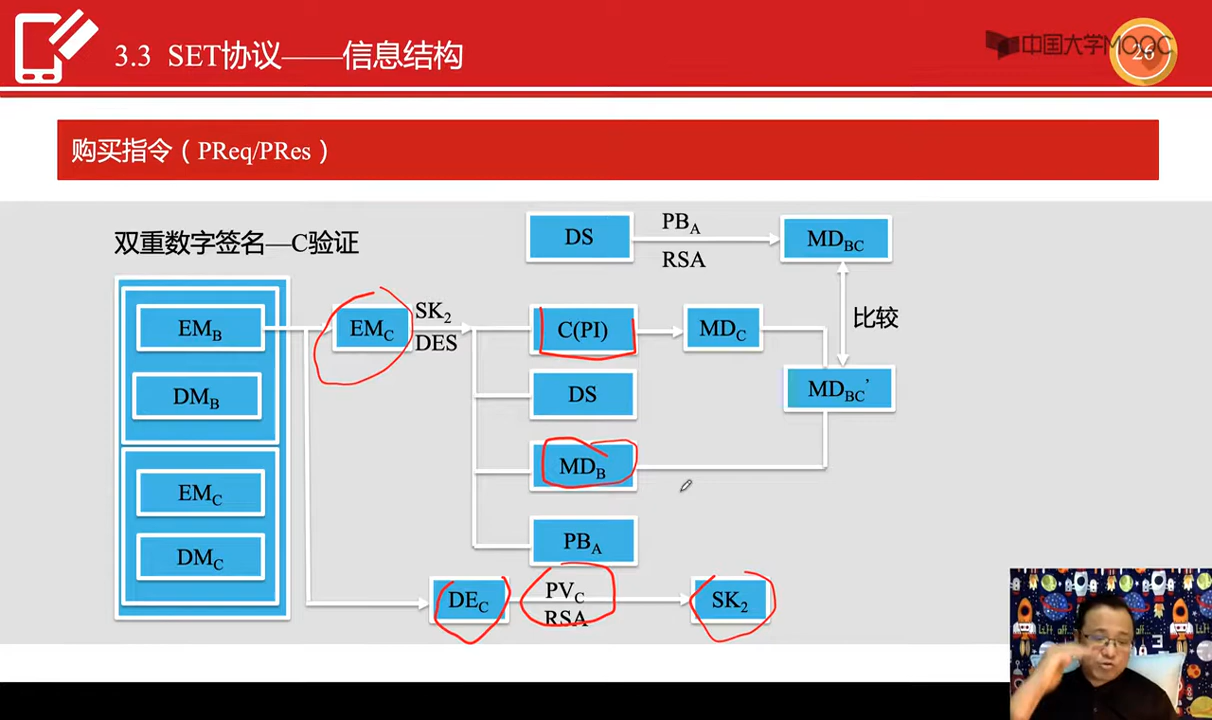 3.3 SET协议——信息结构
中国大学MOOC
26
购买指令（PReq/PRes）
双重数字签名—C验证
DS
PBA
RSA
MDBC
EMB
EMC
SK2
DES
C(PI)
MDC
比较
DMB
DS
MDBC’
MDB
EMC
PBA
DMC
DEC
PVC
RSA
SK2